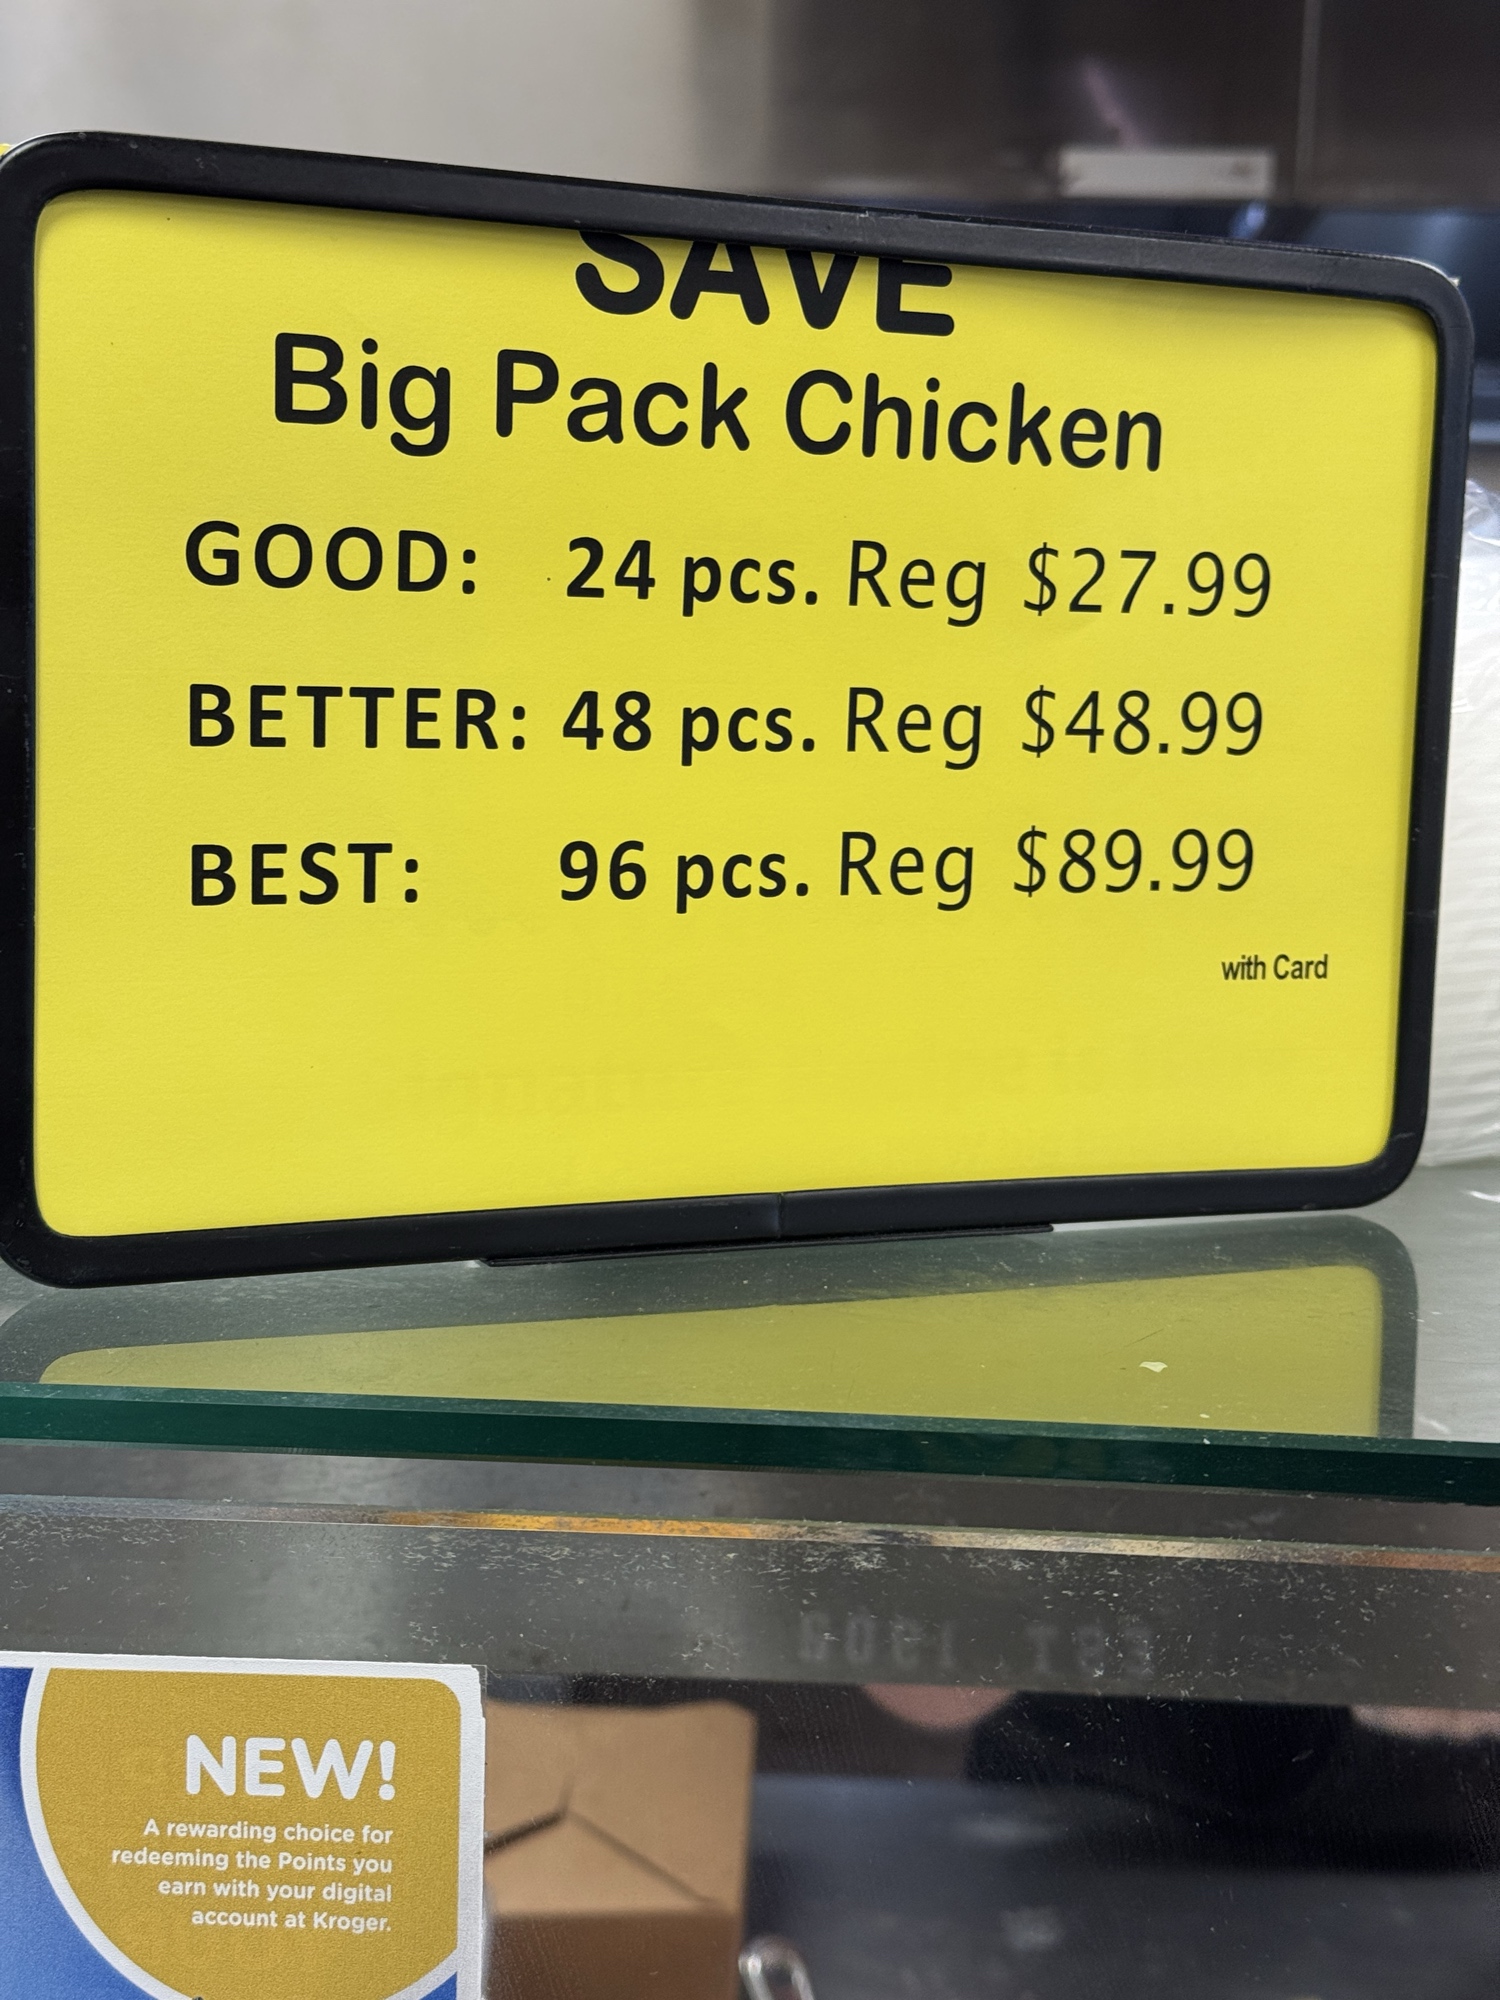 SAVE
Big Pack Chicken
GOOD: 24 pcs. Reg $27.99
BETTER: 48 pcs. Reg $48.99
BEST: 96 pcs. Reg $89.99
with Card
NEW!
A rewarding choice for
redeeming the Points you
earn with your digital
account at Kroger.